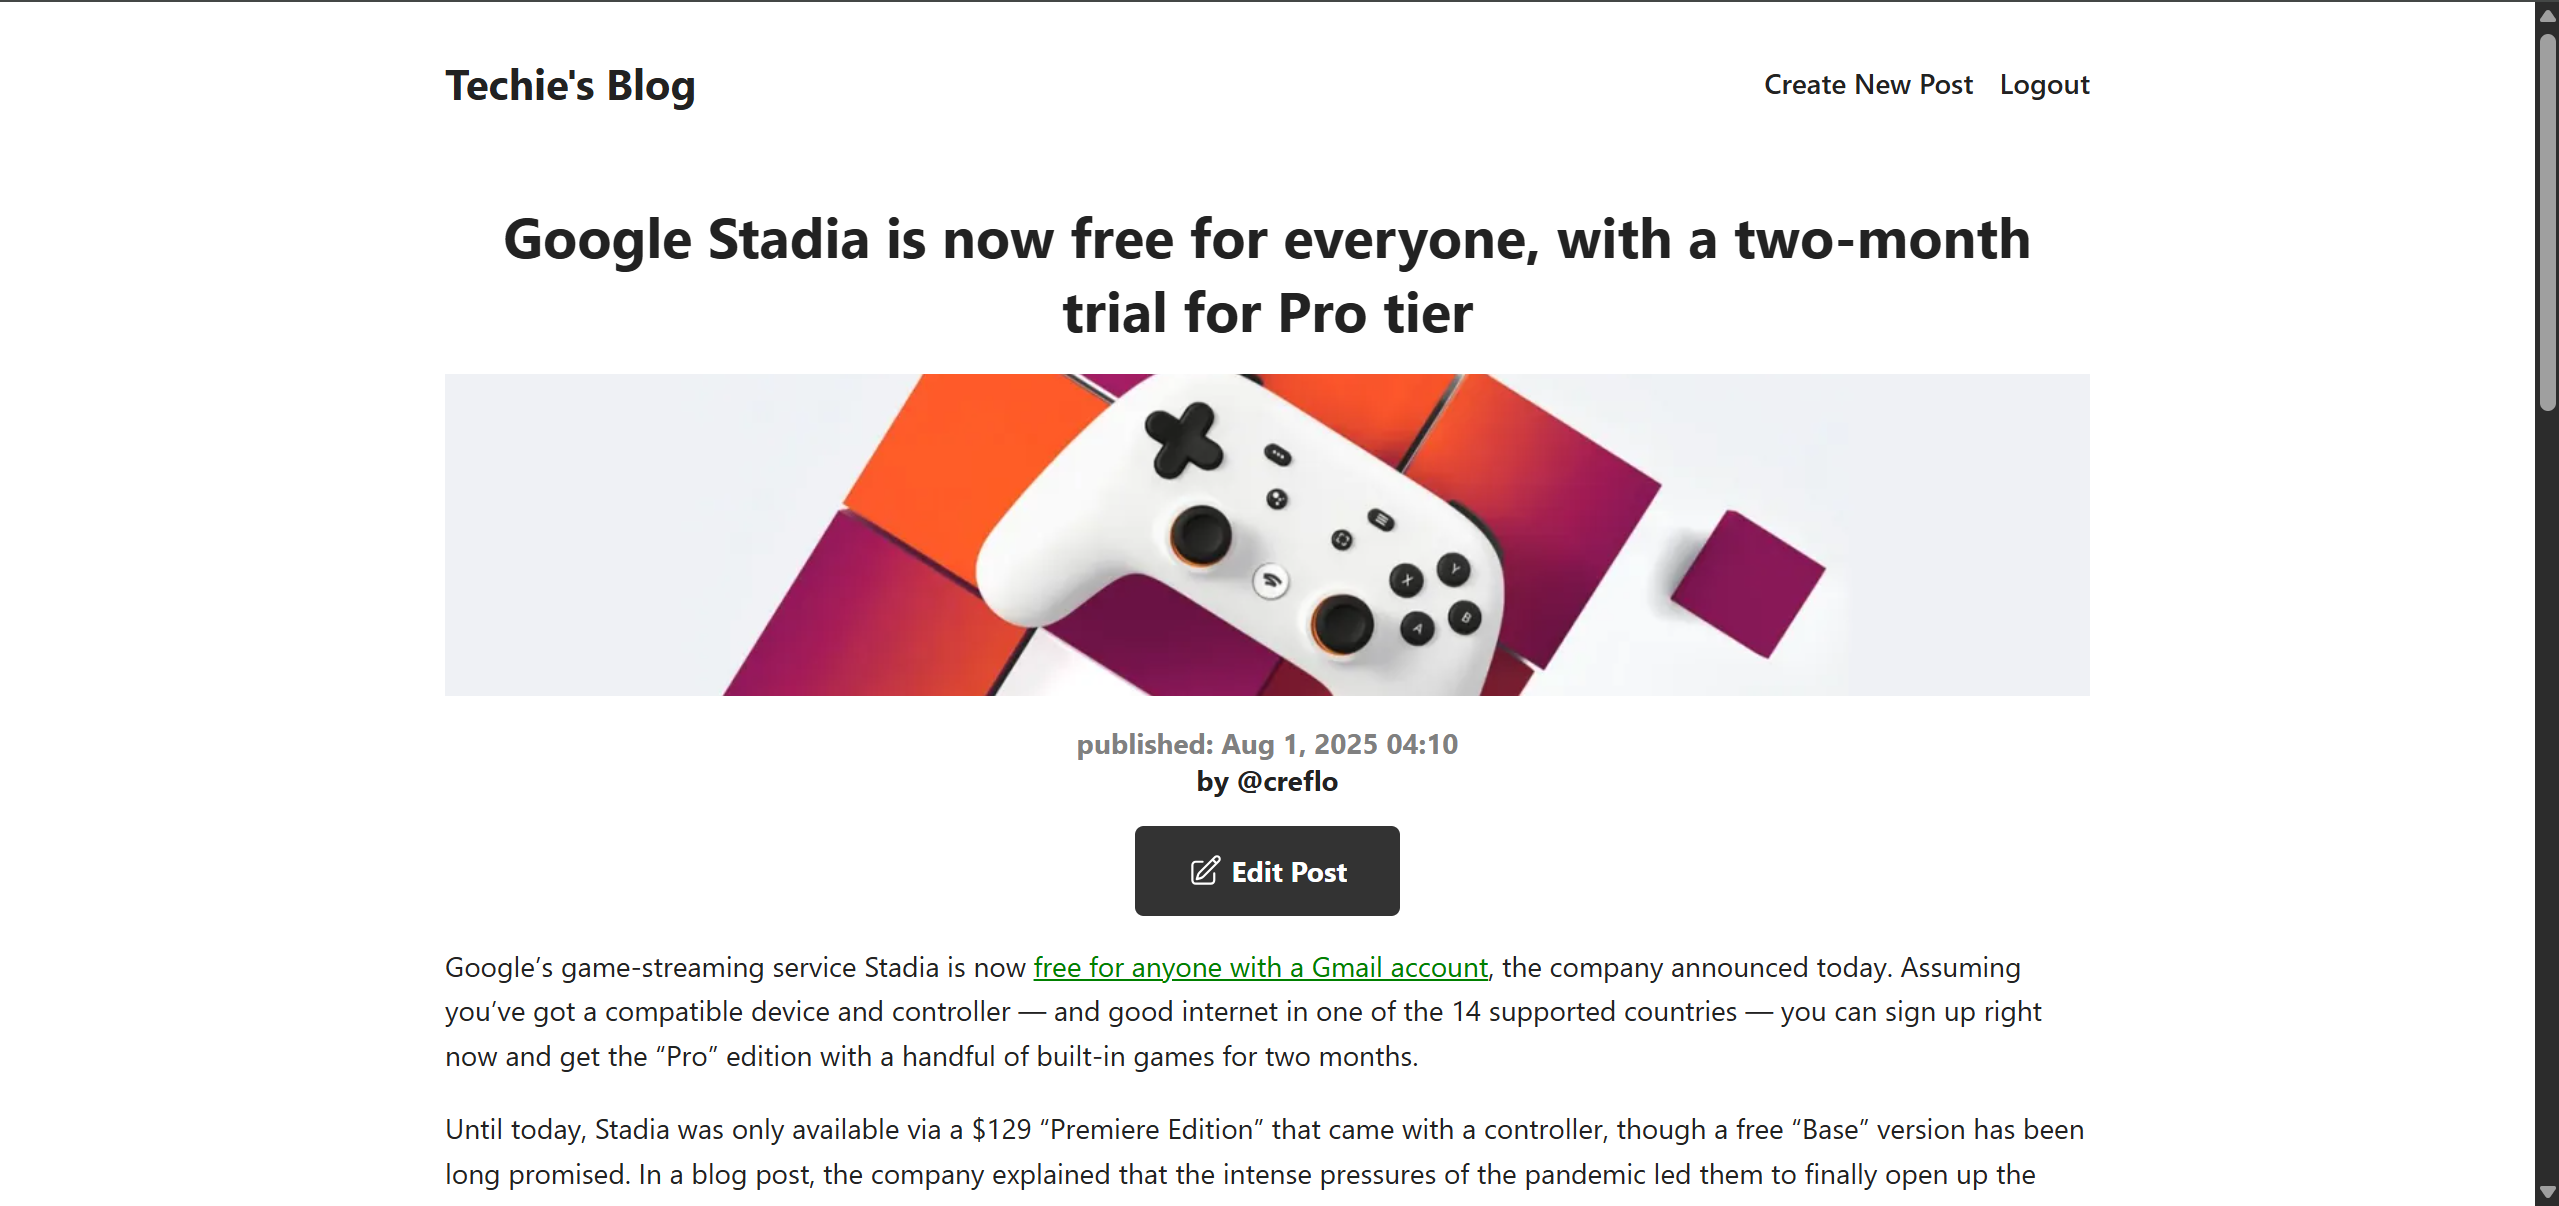 Techie's Blog
Create New Post Logout
Google Stadia is now free for everyone, with a two-month
trial for Pro tier
X
Y
A
B
published: Aug 1, 2025 04:10
by @creflo
Edit Post
Google’s game-streaming service Stadia is now free for anyone with a Gmail account, the company announced today. Assuming
you’ve got a compatible device and controller — and good internet in one of the 14 supported countries — you can sign up right
now and get the “Pro” edition with a handful of built-in games for two months.
Until today, Stadia was only available via a $129 “Premiere Edition” that came with a controller, though a free “Base” version has been
long promised. In a blog post, the company explained that the intense pressures of the pandemic led them to finally open up the